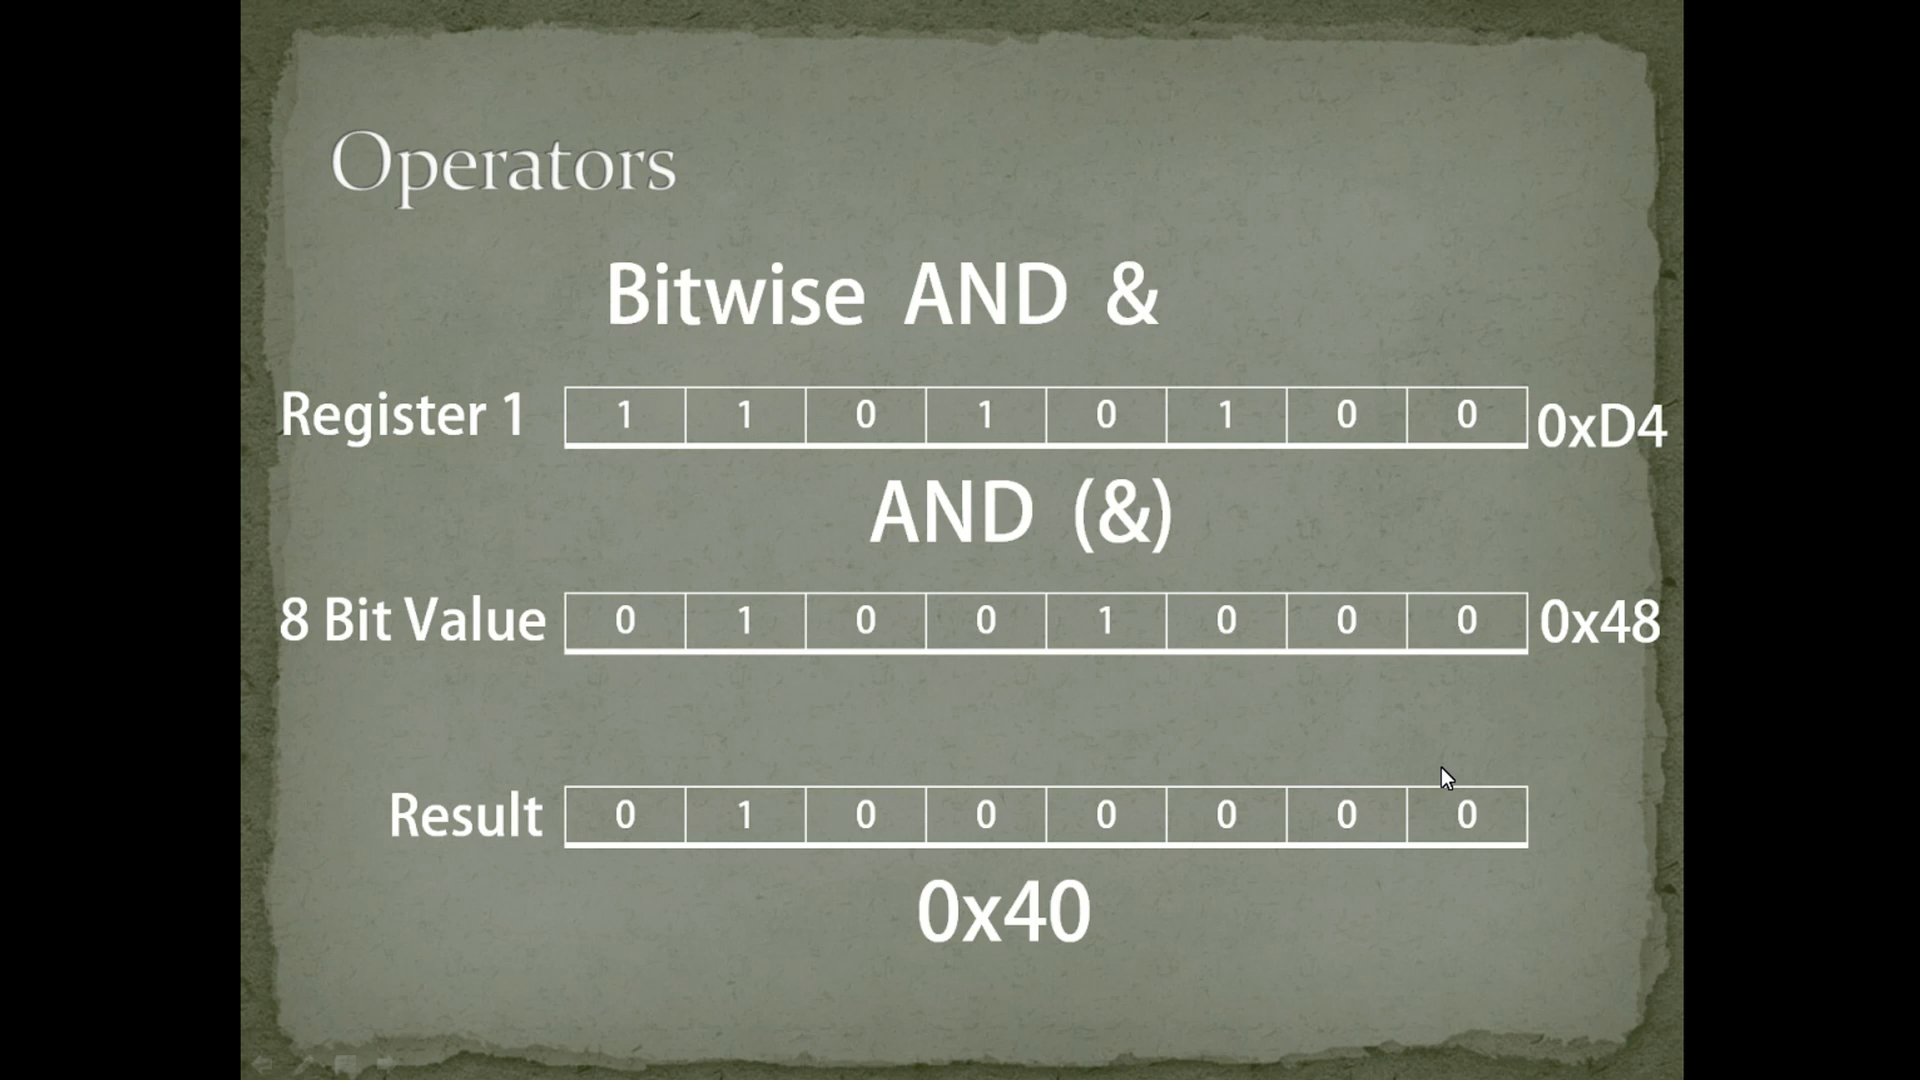 Operators
Bitwise AND &
Register 1 1 1 0 1 0 1 0 0 0xD4
AND (&)
8 Bit Value 0 1 0 0 1 0 0 0 0x48
Result 0 1 0 0 0 0 0 0
0x40